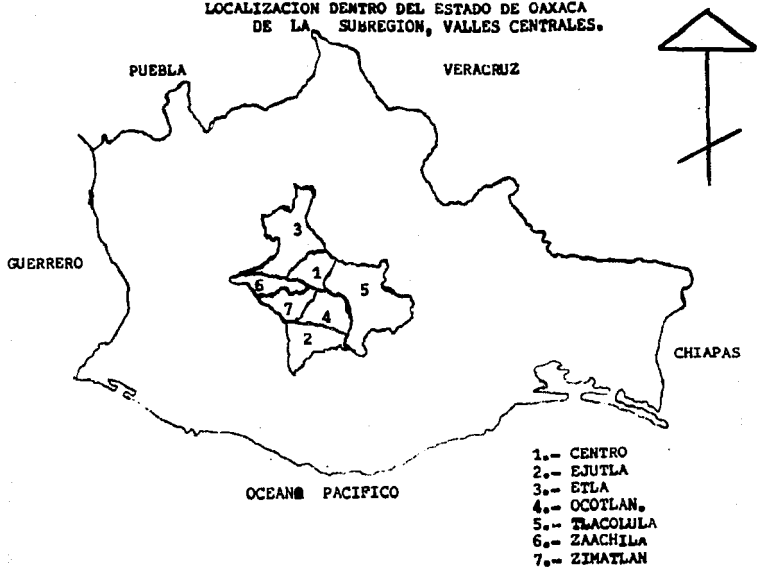 LOCALIZACION DENTRO DEL ESTADO DE OAXACA
DE LA SUBREGION, VALLES CENTRALES.
PUEBLA
VERACRUZ
GUERRERO
3
1
5
6
7
4
2
CHIAPAS
OCEANO PACIFICO
1.- CENTRO
2.- EJUTLA
3.- ETLA
4.- OCOTLAN.
5.- TLACOLULA
6.- ZAACHILA
7.- ZIMATLAN